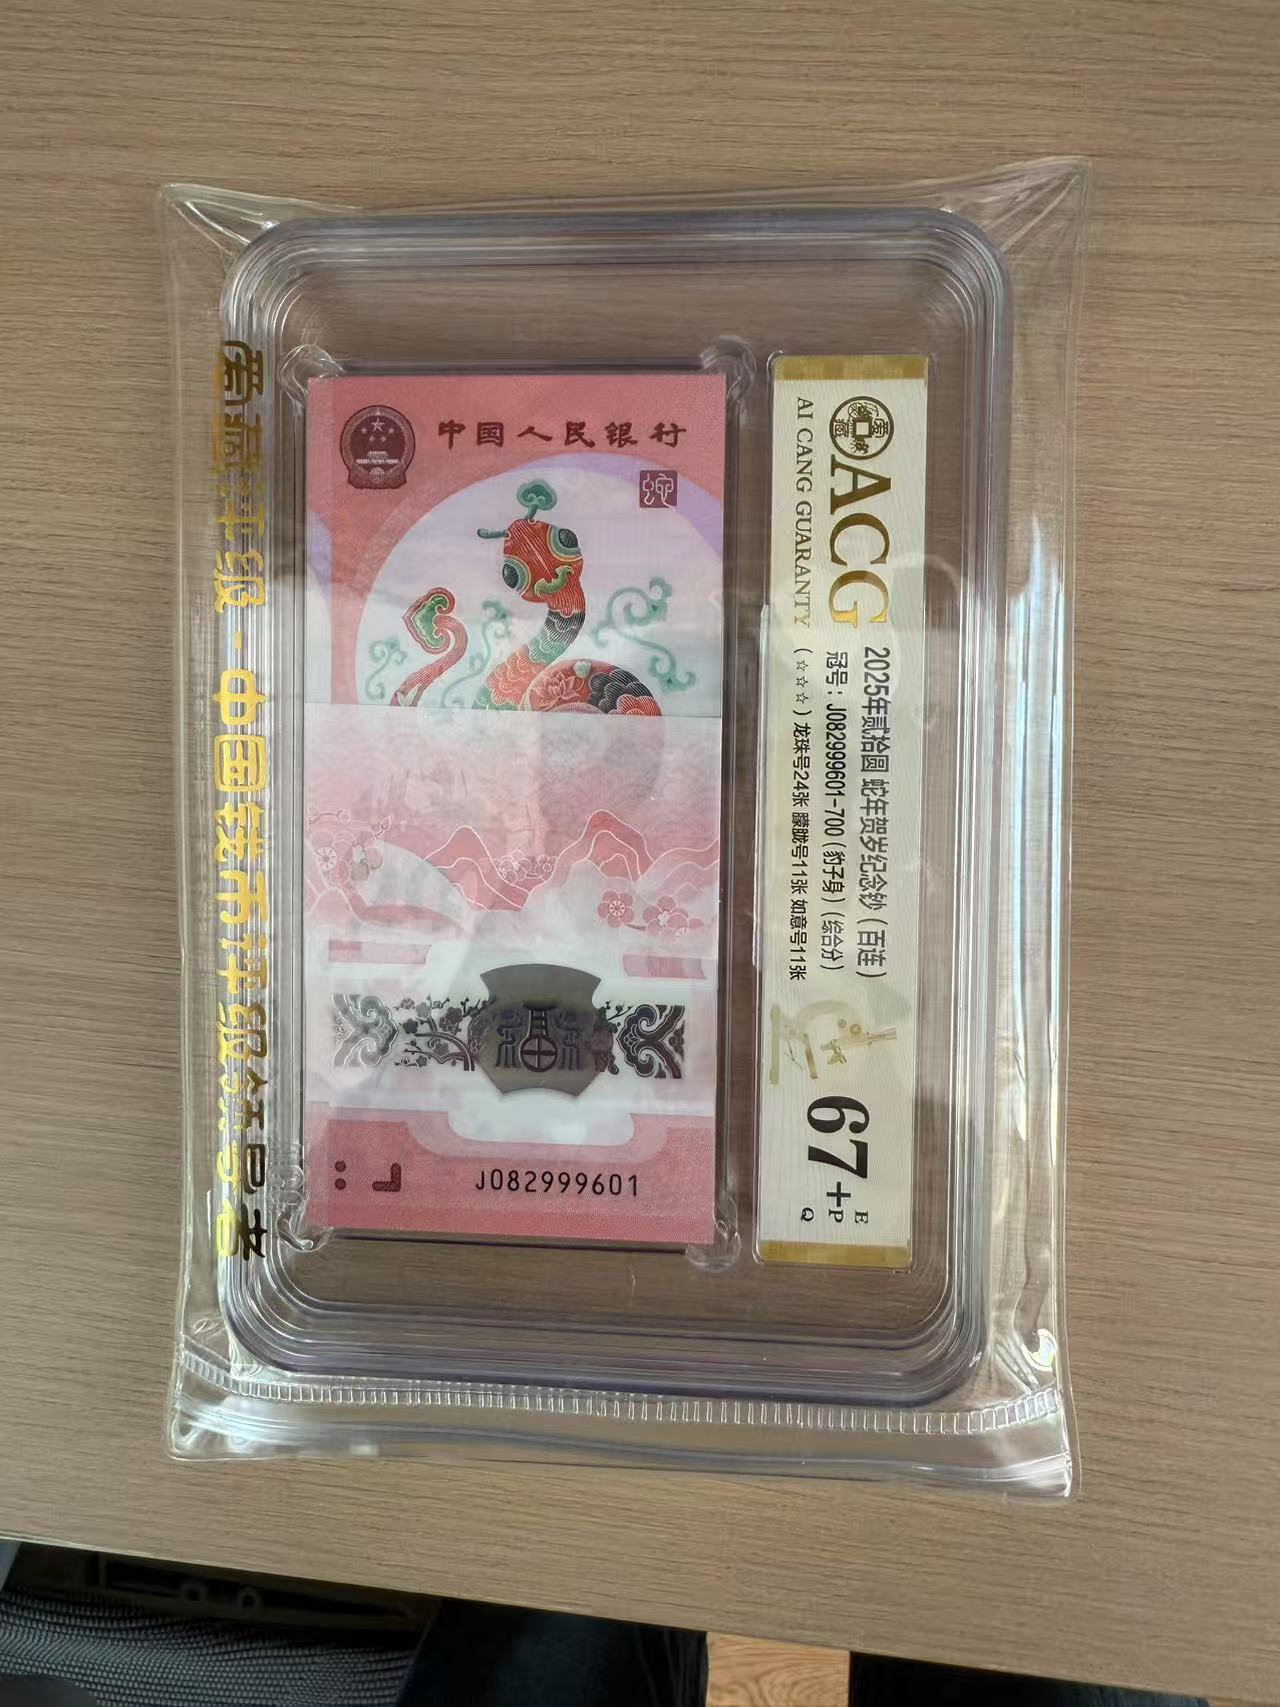 中国人民银行
蛇
J082999601
爱藏评级-中国钱币评级领导者
ACG
AI CANG GUARANTY
2025年贰拾圆 蛇年贺岁纪念钞（百连）
冠号：J082999601-700(豹子身)(综合分)
(☆☆☆) 龙珠号24张 朦胧号11张 如意号11张
67+
E
P
Q